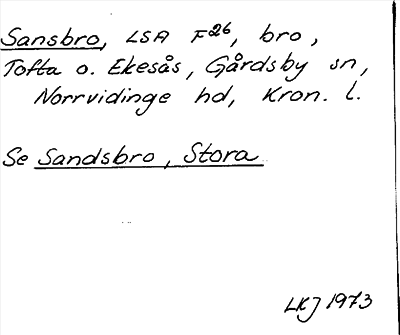 Sansbro, LSA F26, bro,
Tofta o. Ekesås, Gårdsby sn,
Norrvidinge hd, Kron. l.
Se Sandsbro, Stora
LKJ 1973